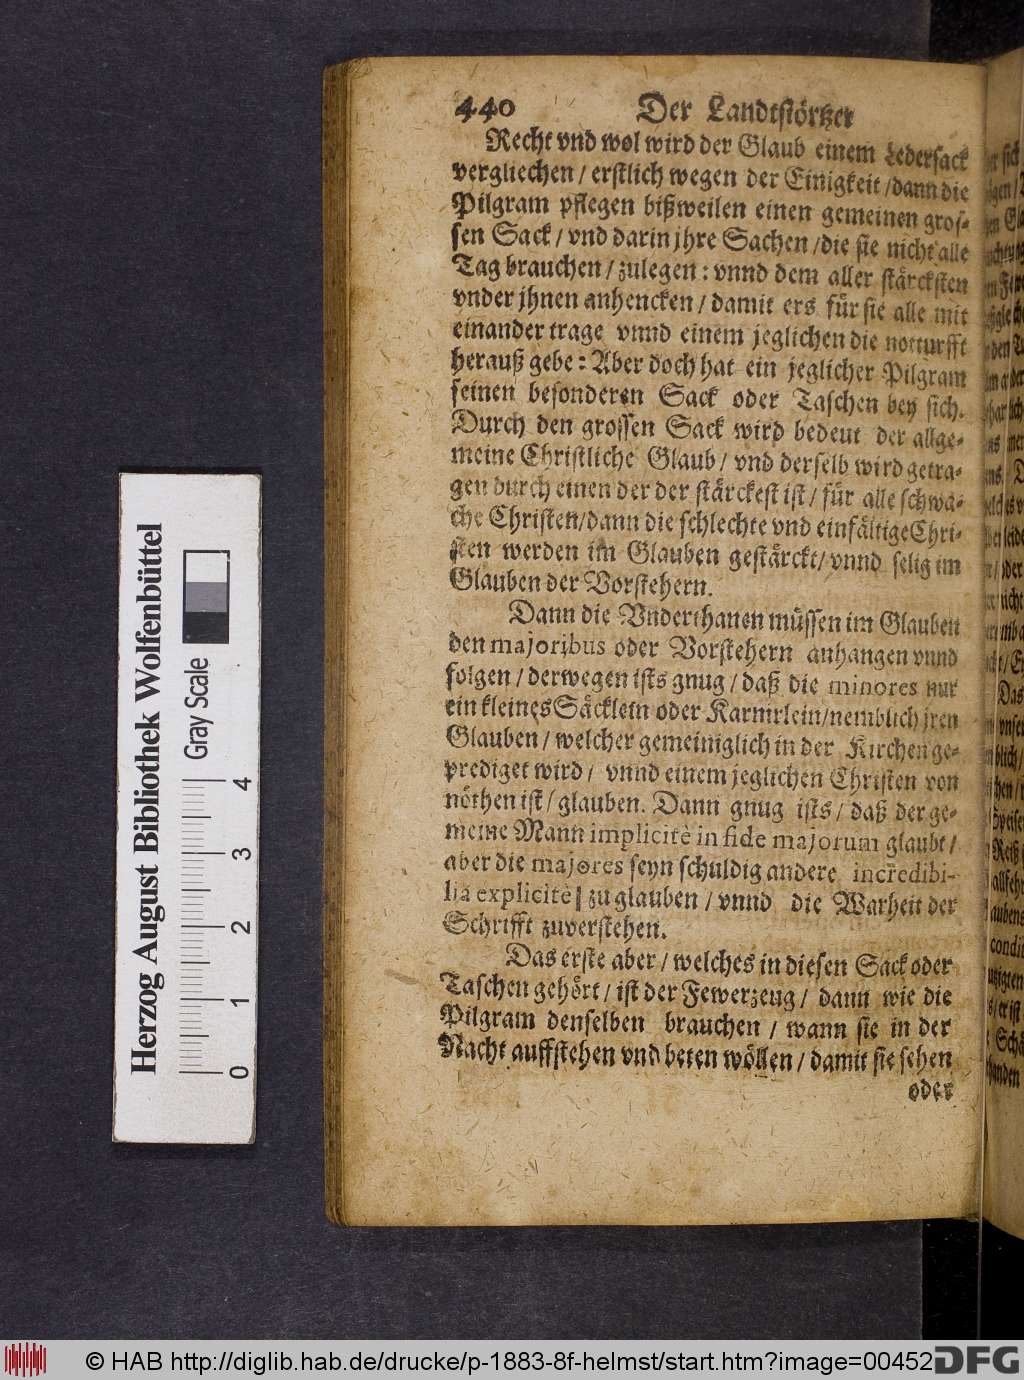 440 Der Landtstörtzer
Recht vnd wol wird der Glaub einem Ledersack
vergliechen / erstlich wegen der Einigkeit / dann die
Pilgram pflegen bißweilen einen gemeinen gros-
sen Sack / vnd darin jhre Sachen / die sie nicht alle
Tag brauchen / zulegen : vnnd dem aller stärcksten
vnder jhnen anhencken / damit ers für sie alle mit
einander trage vnnd einem jeglichen die notturfft
herauß gebe : Aber doch hat ein jeglicher Pilgram
seinen besonderen Sack oder Taschen bey sich.
Durch den grossen Sack wird bedeut der allge-
meine Christliche Glaub / vnd derselb wird getra-
gen durch einen der der stärckest ist / für alle schwa-
che Christen / dann die schlechte vnd einfältige Chri-
sten werden im Glauben gestärckt / vnnd selig im
Glauben der Vorstehern.
Dann die Vnderthanen müssen im Glauben
den majoribus oder Vorstehern anhangen vnnd
folgen / derwegen ists gnug / daß die minores nur
ein kleines Säcklein oder Karnirlein / nemblich jren
Glauben / welcher gemeiniglich in der Kirchen ge-
prediget wird / vnnd einem jeglichen Christen von
nöthen ist / glauben. Dann gnug ists / daß der ge-
meine Mann implicitè in fide majorum glaubt /
aber die majores seyn schuldig andere incredibi-
lia explicitè zu glauben / vnnd die Warheit der
Schrifft zuverstehen.
Das erste aber / welches in diesen Sack oder
Taschen gehört / ist der Fewerzeug / dann wie die
Pilgram denselben brauchen / wann sie in der
Nacht auffstehen vnd beten wöllen / damit sie sehen
oder
Herzog August Bibliothek Wolfenbüttel
Gray Scale
0 1 2 3 4
© HAB http://diglib.hab.de/drucke/p-1883-8f-helmst/start.htm?image=00452
DFG